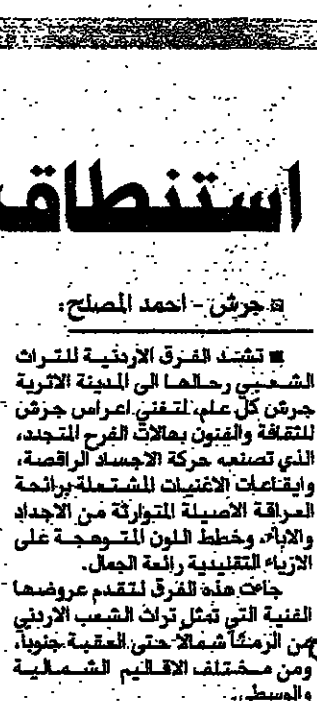 استنطاق
جرش - احمد المصلح:
تشد الفرق الاردنية للتراث
الشعبي رحالها الى المدينة الاثرية
جرش كل عام، لتغني اعراس جرش
للثقافة والفنون بهالات الفرح المتجدد،
الذي تصنعه حركة الاجساد الراقصة،
وايقاعات الاغنيات المشتعلة برائحة
العراقة الاصيلة المتوارثة من الاجداد
والاباء، وخطط اللون المتوهجة على
الازياء التقليدية رائعة الجمال.
جاءت هذه الفرق لتقدم عروضها
الفنية التي تمثل تراث الشعب الاردني
من الرمثا شمالا حتى العقبة جنوبا،
ومن مختلف الاقاليم الشمالية
والوسطى